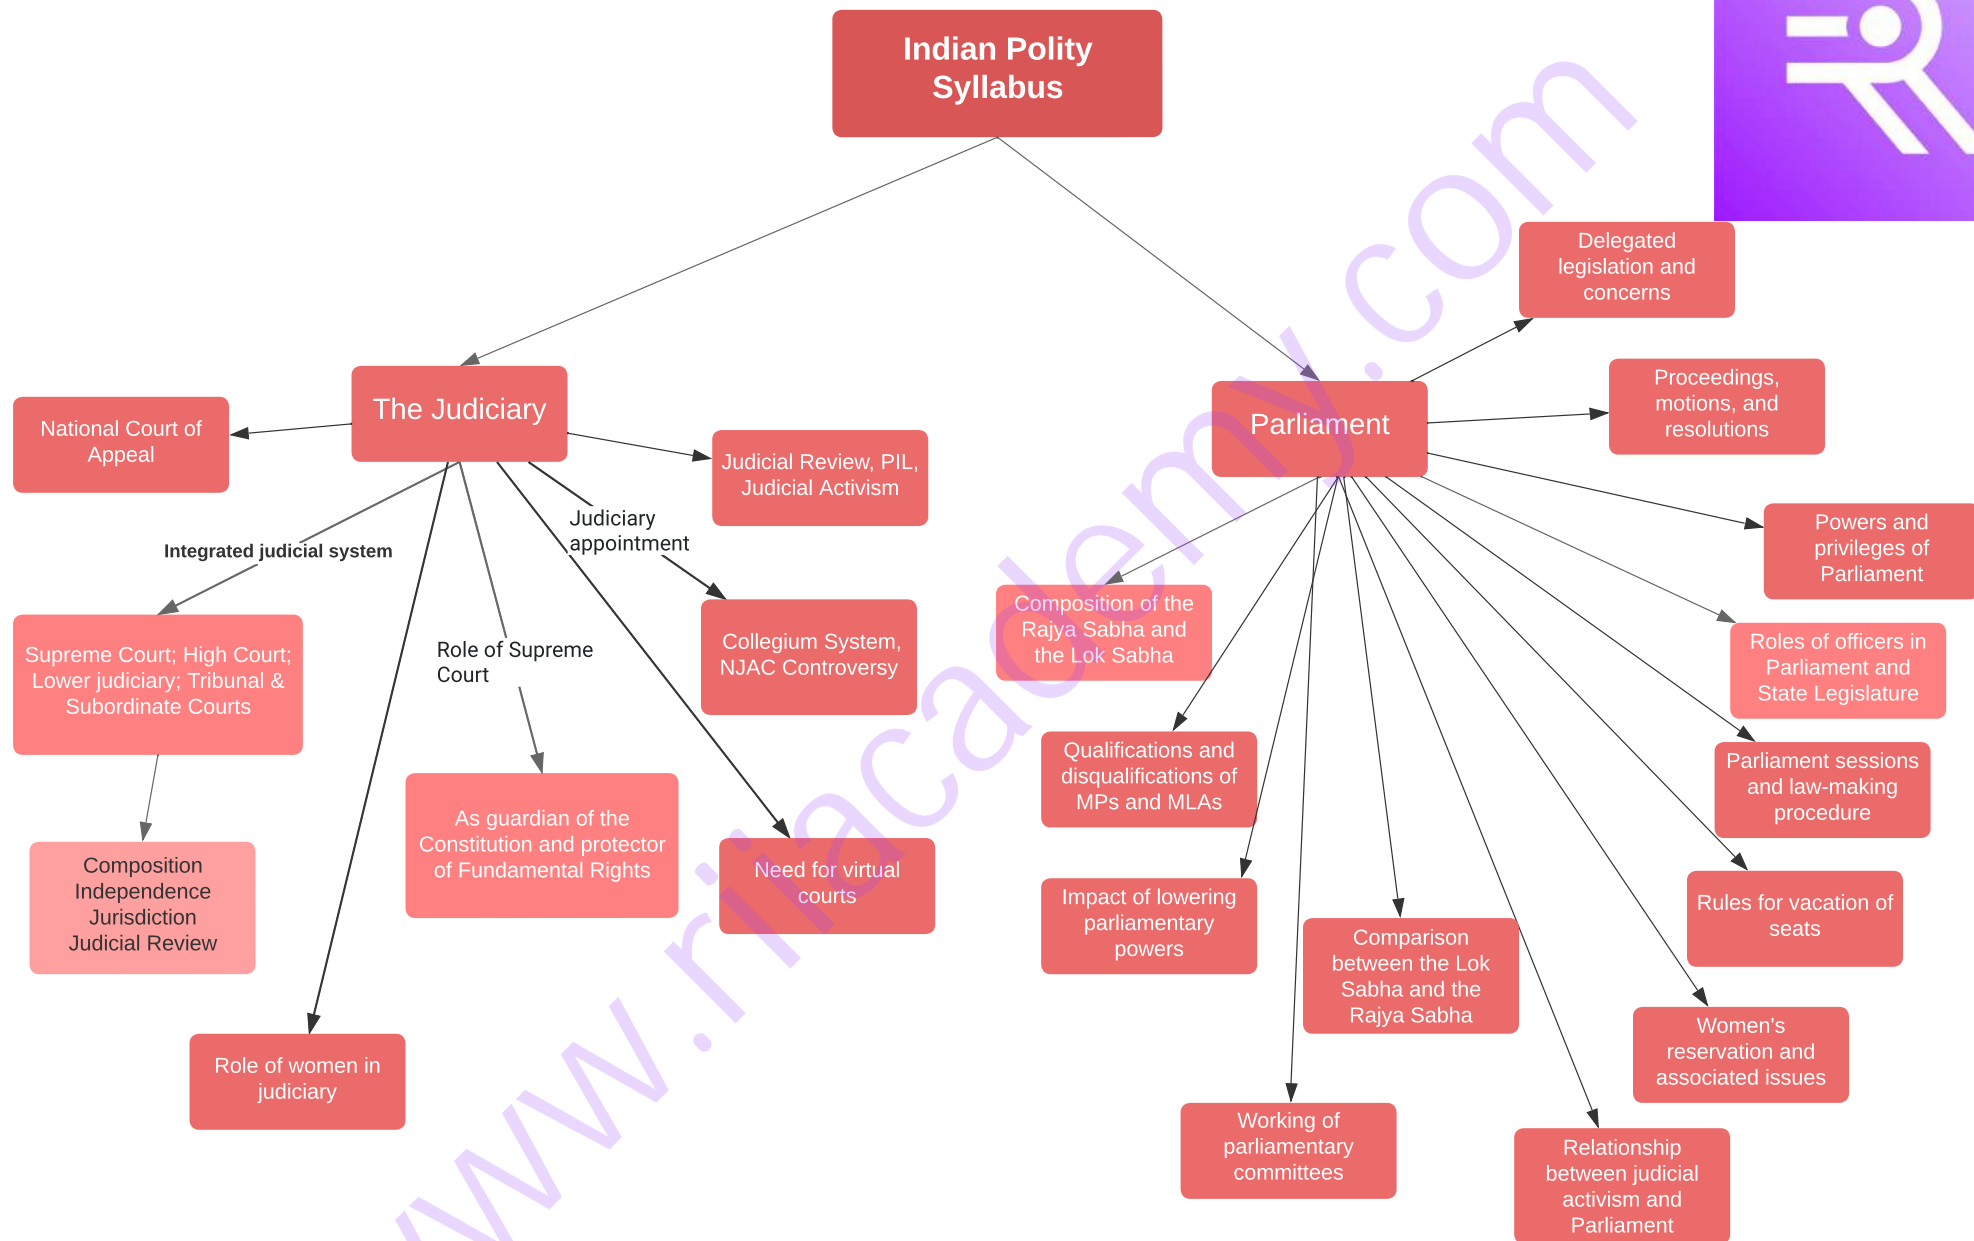 Indian Polity
Syllabus
The Judiciary
National Court of
Appeal
Judicial Review, PIL,
Judicial Activism
Judiciary
appointment
Integrated judicial system
Collegium System,
NJAC Controversy
Supreme Court; High Court;
Lower judiciary; Tribunal &
Subordinate Courts
Role of Supreme
Court
As guardian of the
Constitution and protector
of Fundamental Rights
Need for virtual
courts
Composition
Independence
Jurisdiction
Judicial Review
Role of women in
judiciary
Parliament
Delegated
legislation and
concerns
Proceedings,
motions, and
resolutions
Powers and
privileges of
Parliament
Composition of the
Rajya Sabha and
the Lok Sabha
Roles of officers in
Parliament and
State Legislature
Qualifications and
disqualifications of
MPs and MLAs
Parliament sessions
and law-making
procedure
Impact of lowering
parliamentary
powers
Rules for vacation of
seats
Comparison
between the Lok
Sabha and the
Rajya Sabha
Women's
reservation and
associated issues
Working of
parliamentary
committees
Relationship
between judicial
activism and
Parliament